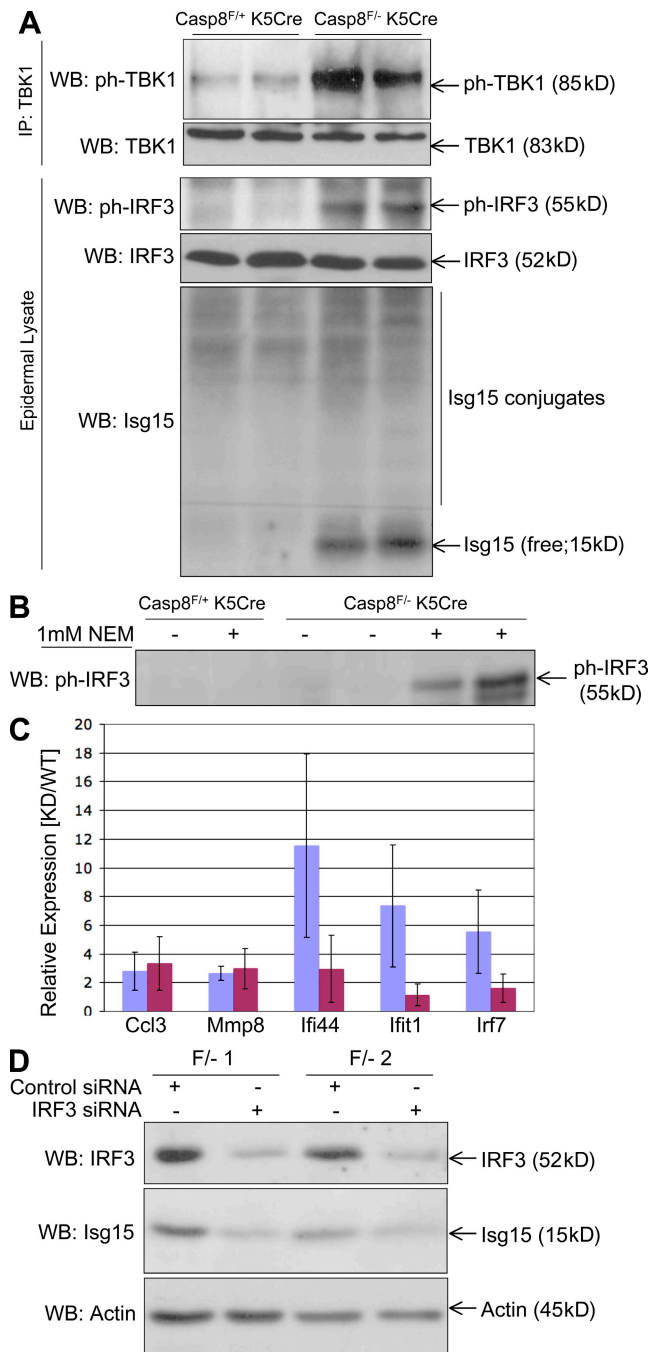 A
Casp8F/+ K5Cre Casp8F/- K5Cre
IP: TBK1
WB: ph-TBK1 ph-TBK1 (85kD)
WB: TBK1 TBK1 (83kD)
Epidermal Lysate
WB: ph-IRF3 ph-IRF3 (55kD)
WB: IRF3 IRF3 (52kD)
WB: Isg15 Isg15 conjugates
Isg15 (free;15kD)
B
Casp8F/+ K5Cre Casp8F/- K5Cre
1mM NEM - + - - + +
WB: ph-IRF3 ph-IRF3
(55kD)
C
Relative Expression [KD/WT]
20
18
16
14
12
10
8
6
4
2
0
Ccl3 Mmp8 Ifi44 Ifit1 Irf7
D
F/- 1 F/- 2
Control siRNA + - + -
IRF3 siRNA - + - +
WB: IRF3 IRF3 (52kD)
WB: Isg15 Isg15 (15kD)
WB: Actin Actin (45kD)